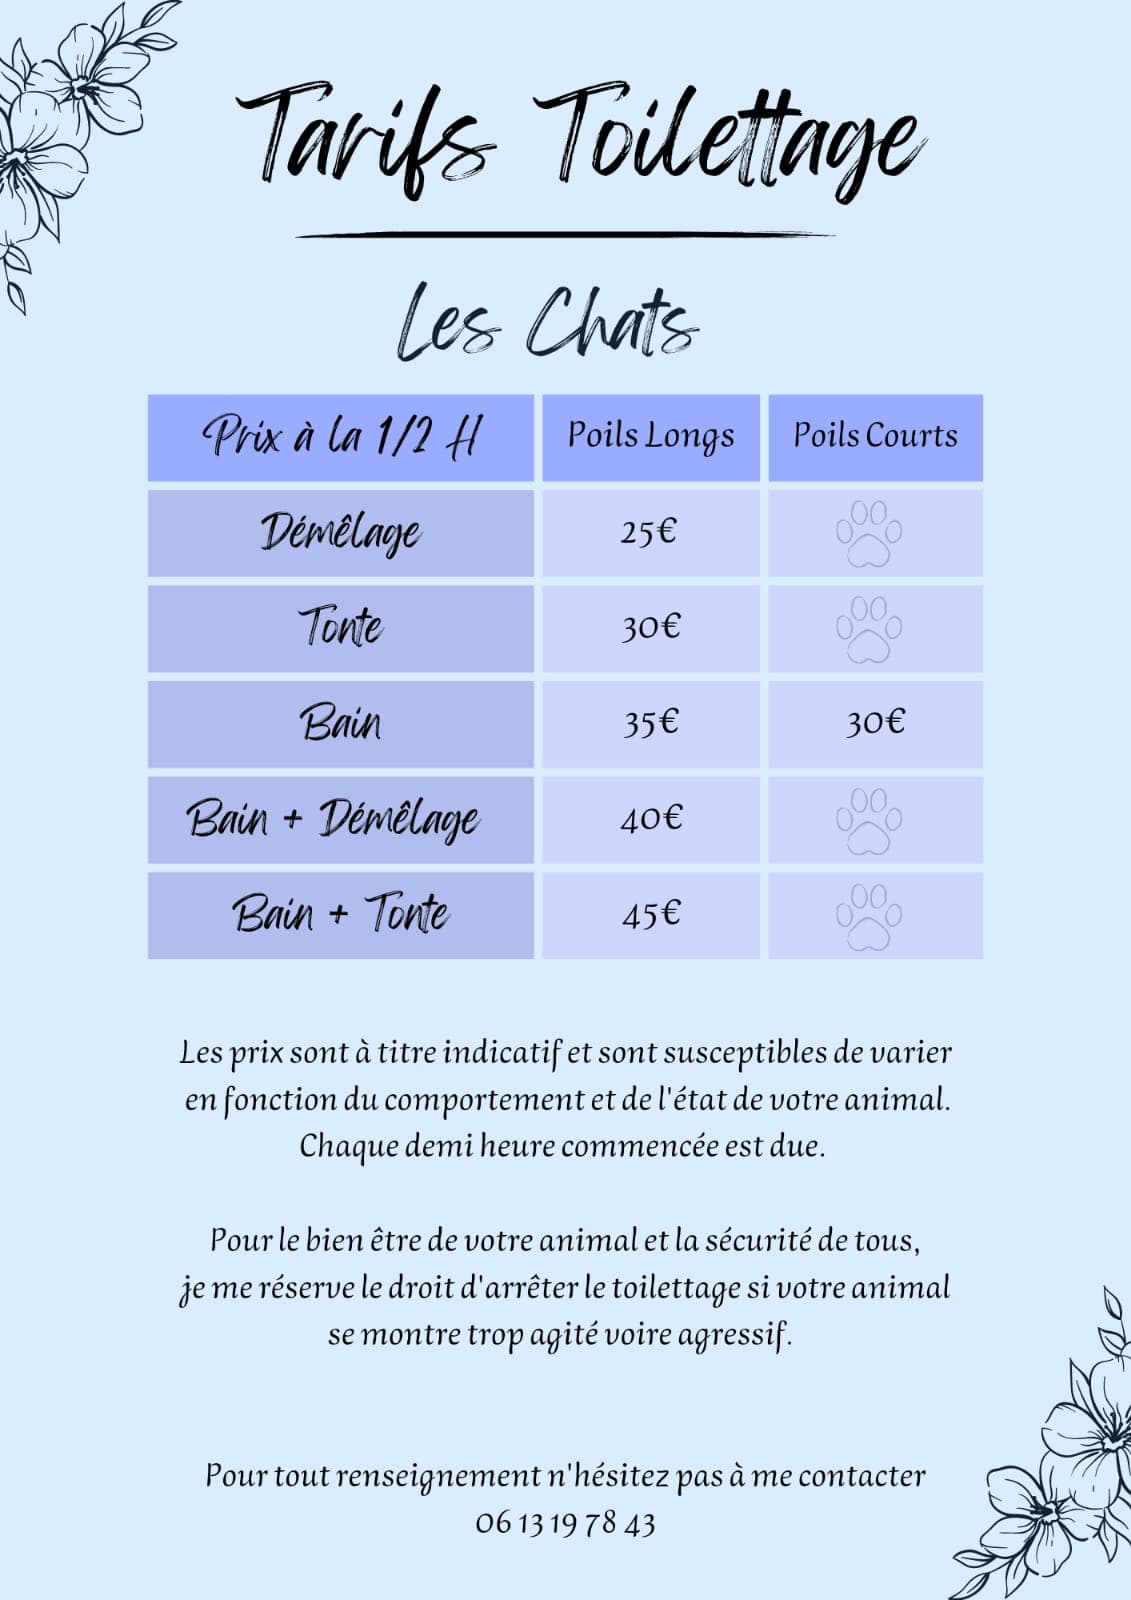 Tarifs Toilettage
Les Chats
Prix à la 1/2 H Poils Longs Poils Courts
Démêlage 25€
Tonte 30€
Bain 35€ 30€
Bain + Démêlage 40€
Bain + Tonte 45€
Les prix sont à titre indicatif et sont susceptibles de varier
en fonction du comportement et de l'état de votre animal.
Chaque demi heure commencée est due.
Pour le bien être de votre animal et la sécurité de tous,
je me réserve le droit d'arrêter le toilettage si votre animal
se montre trop agité voire agressif.
Pour tout renseignement n'hésitez pas à me contacter
06 13 19 78 43